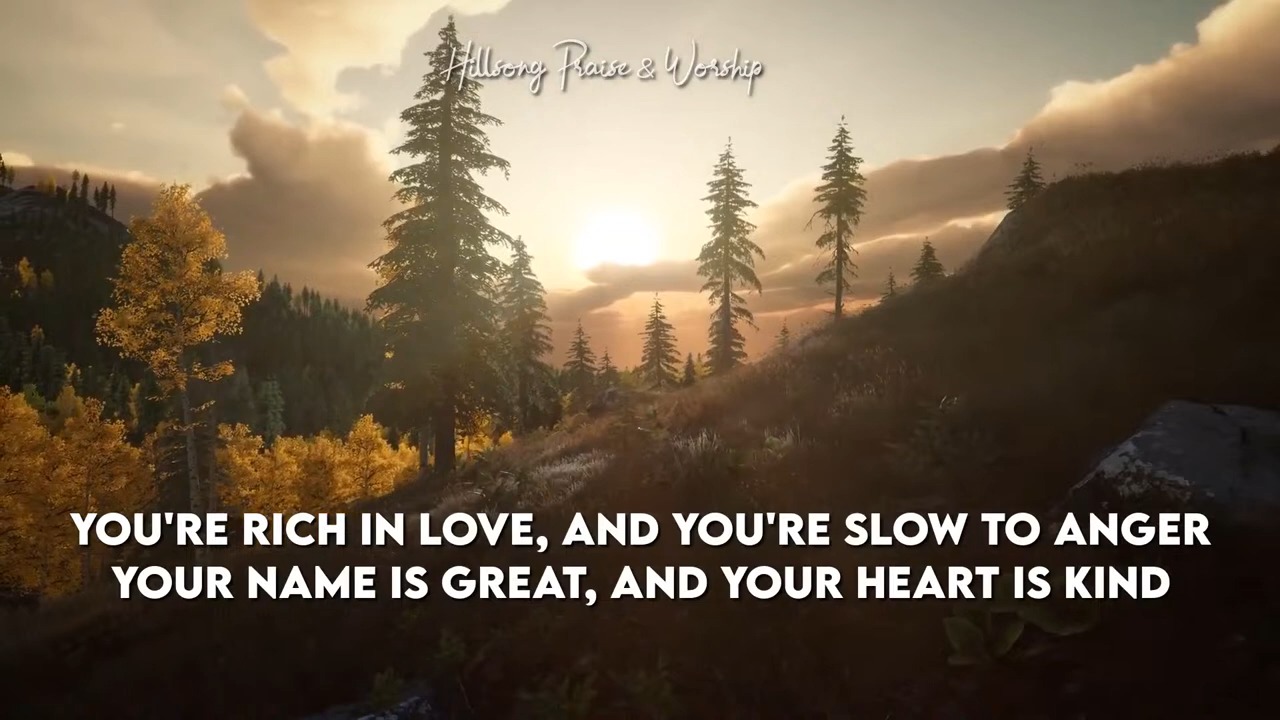 Hillsong Praise & Worship
YOU'RE RICH IN LOVE, AND YOU'RE SLOW TO ANGER
YOUR NAME IS GREAT, AND YOUR HEART IS KIND